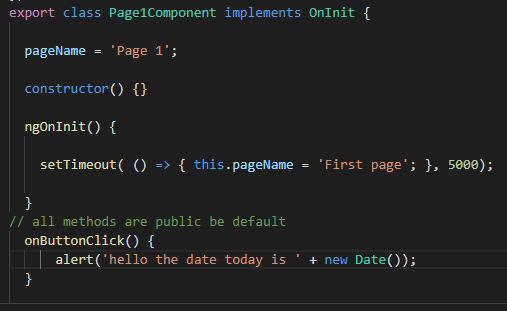 export class Page1Component implements OnInit {
pageName = 'Page 1';
constructor() {}
ngOnInit() {
setTimeout( () => { this.pageName = 'First page'; }, 5000);
}
// all methods are public be default
onButtonClick() {
alert('hello the date today is ' + new Date());
}